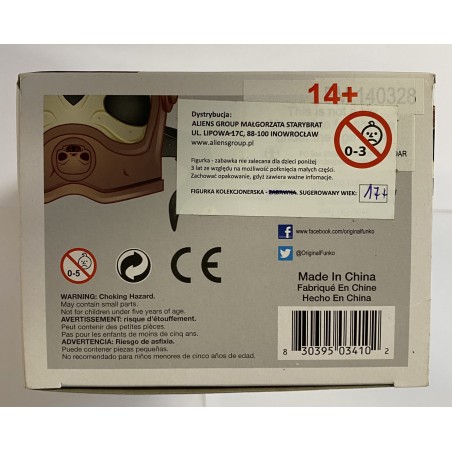 14+
140328
Dystrybucja:
ALIENS GROUP MAŁGORZATA STARYBRAT
UL. LIPOWA 17C, 88-100 INOWROCŁAW
www.aliensgroup.pl
Figurka - zabawka nie zalecana dla dzieci poniżej
3 lat ze względu na możliwość połknięcia małych części.
Zachować opakowanie, gdyż zawiera ważne infomacje.
FIGURKA KOLEKCJONERSKA - ZABAWKA. SUGEROWANY WIEK: 17+
0-3
www.facebook.com/originalfunko
@OriginalFunko
0-5
CE
WARNING: Choking Hazard.
May contain small parts.
Not for children under five years of age.
AVERTISSEMENT: risque d'étouffement.
Peut contenir des petites pièces.
Pas pour les enfants de moins de cinq ans.
ADVERTENCIA: Riesgo de asfixia.
Puede contener piezas pequeñas.
No recomendado para niños menores de cinco años de edad.
Made In China
Fabriqué En Chine
Hecho En China
8 30395 03410 2